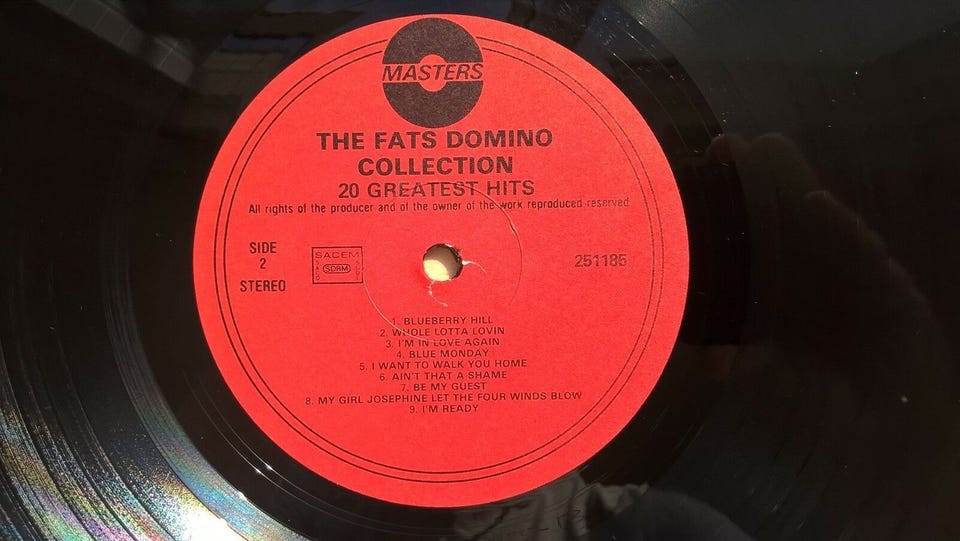 MASTERS
THE FATS DOMINO
COLLECTION
20 GREATEST HITS
All rights of the producer and of the owner of the work reproduced reserved
SIDE
2
STEREO
SACEM
SDRM
251185
1. BLUEBERRY HILL
2. WHOLE LOTTA LOVIN
3. I'M IN LOVE AGAIN
4. BLUE MONDAY
5. I WANT TO WALK YOU HOME
6. AIN'T THAT A SHAME
7. BE MY GUEST
8. MY GIRL JOSEPHINE LET THE FOUR WINDS BLOW
9. I'M READY